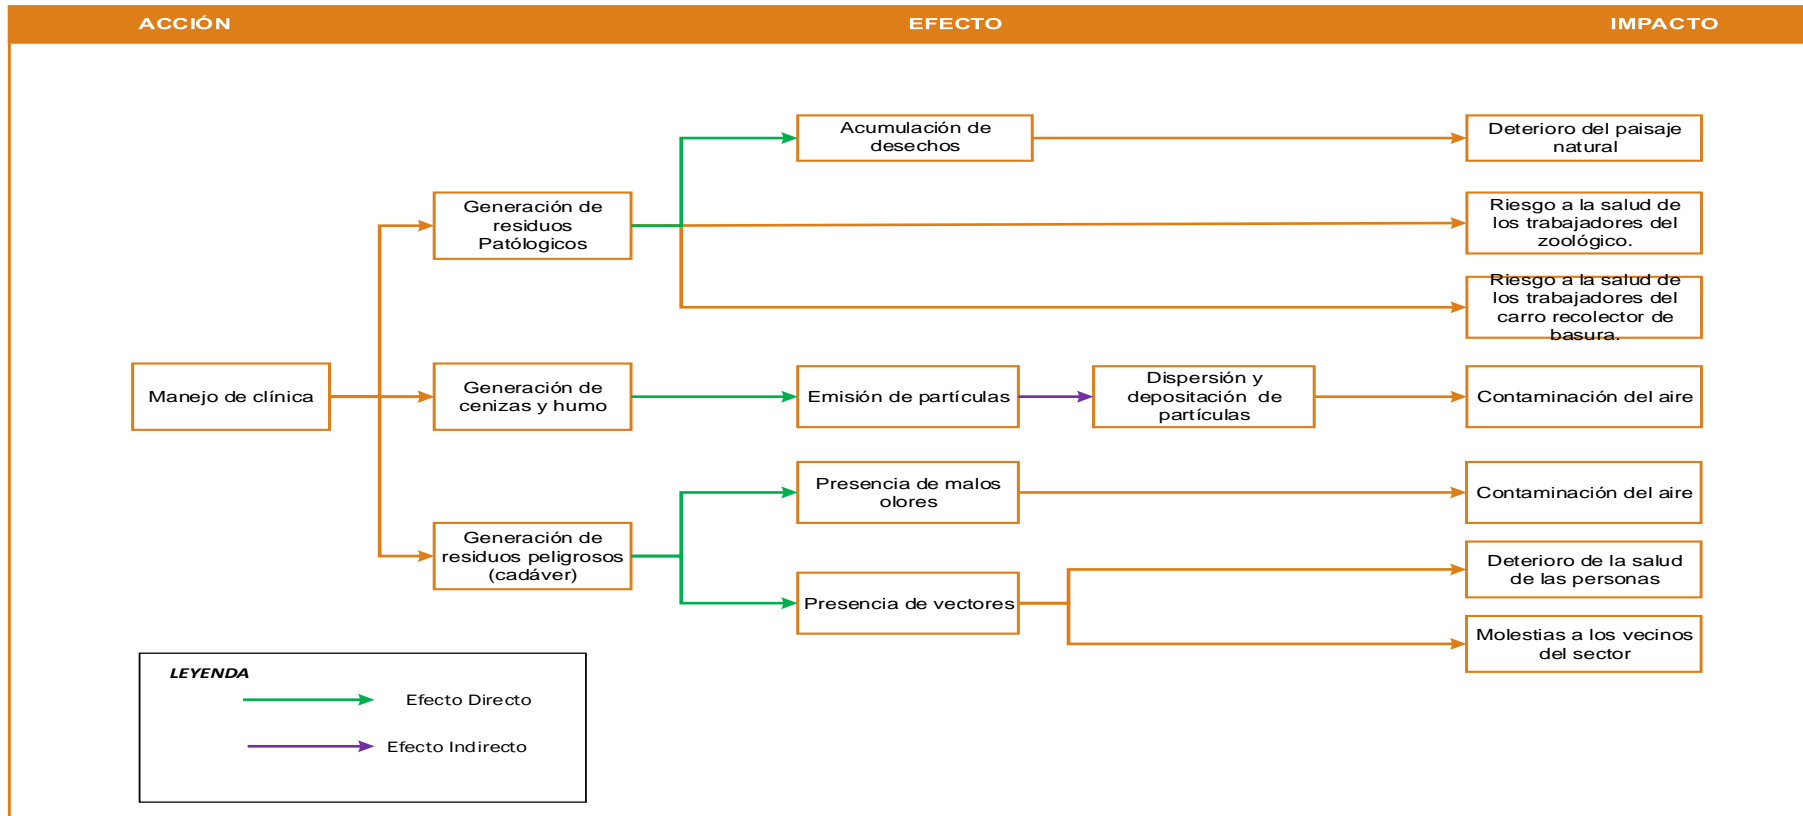 ACCIÓN
EFECTO
IMPACTO
Acumulación de
desechos
Deterioro del paisaje
natural
Generación de
residuos
Patólogicos
Riesgo a la salud de
los trabajadores del
zoológico.
Riesgo a la salud de
los trabajadores del
carro recolector de
basura.
Manejo de clínica
Generación de
cenizas y humo
Emisión de partículas
Dispersión y
depositación de
partículas
Contaminación del aire
Presencia de malos
olores
Contaminación del aire
Generación de
residuos peligrosos
(cadáver)
Deterioro de la salud
de las personas
Presencia de vectores
Molestias a los vecinos
del sector
LEYENDA
Efecto Directo
Efecto Indirecto